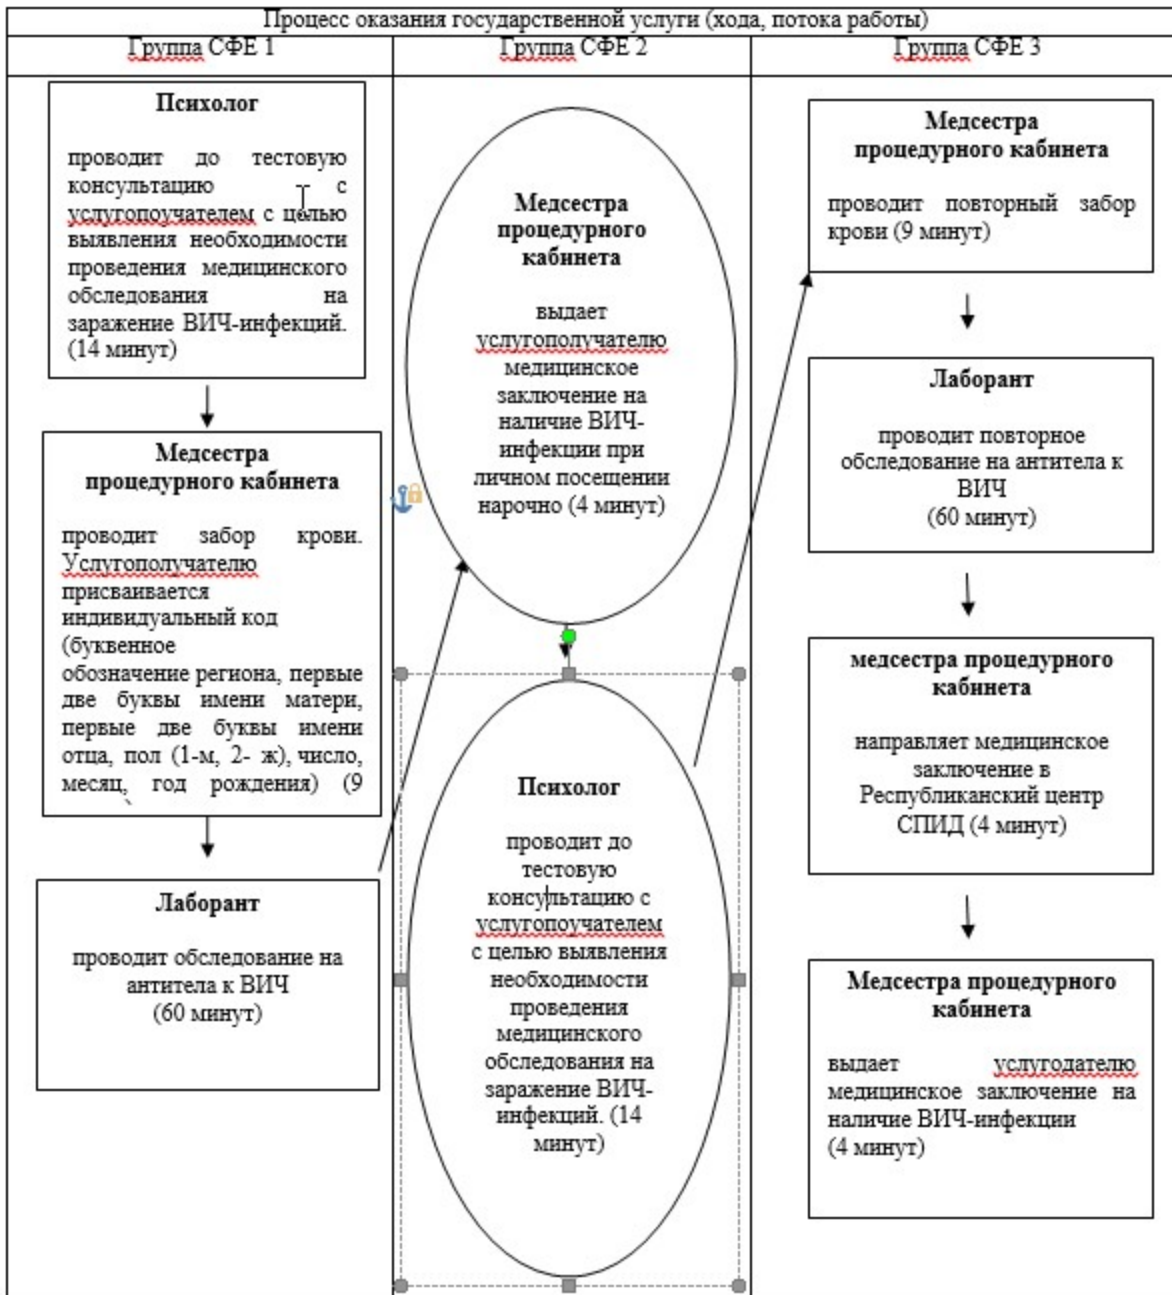 Процесс оказания государственной услуги (хода, потока работы)
Группа СФЕ 1
Группа СФЕ 2
Группа СФЕ 3
Психолог
проводит до тестовую
консультацию с
услугопоучателем с целью
выявления необходимости
проведения медицинского
обследования на
заражение ВИЧ-инфекций.
(14 минут)
Медсестра
процедурного кабинета
проводит забор крови.
Услугополучателю
присваивается
индивидуальный код
(буквенное
обозначение региона, первые
две буквы имени матери,
первые две буквы имени
отца, пол (1-м, 2- ж), число,
месяц, год рождения) (9
Лаборант
проводит обследование на
антитела к ВИЧ
(60 минут)
Медсестра
процедурного
кабинета
выдает
услугополучателю
медицинское
заключение на
наличие ВИЧ-
инфекции при
личном посещении
нарочно (4 минут)
Психолог
проводит до
тестовую
консультацию с
услугопоучателем
с целью выявления
необходимости
проведения
медицинского
обследования на
заражение ВИЧ-
инфекций. (14
минут)
Медсестра
процедурного кабинета
проводит повторный забор
крови (9 минут)
Лаборант
проводит повторное
обследование на антитела к
ВИЧ
(60 минут)
медсестра процедурного
кабинета
направляет медицинское
заключение в
Республиканский центр
СПИД (4 минут)
Медсестра процедурного
кабинета
выдает услугодателю
медицинское заключение на
наличие ВИЧ-инфекции
(4 минут)